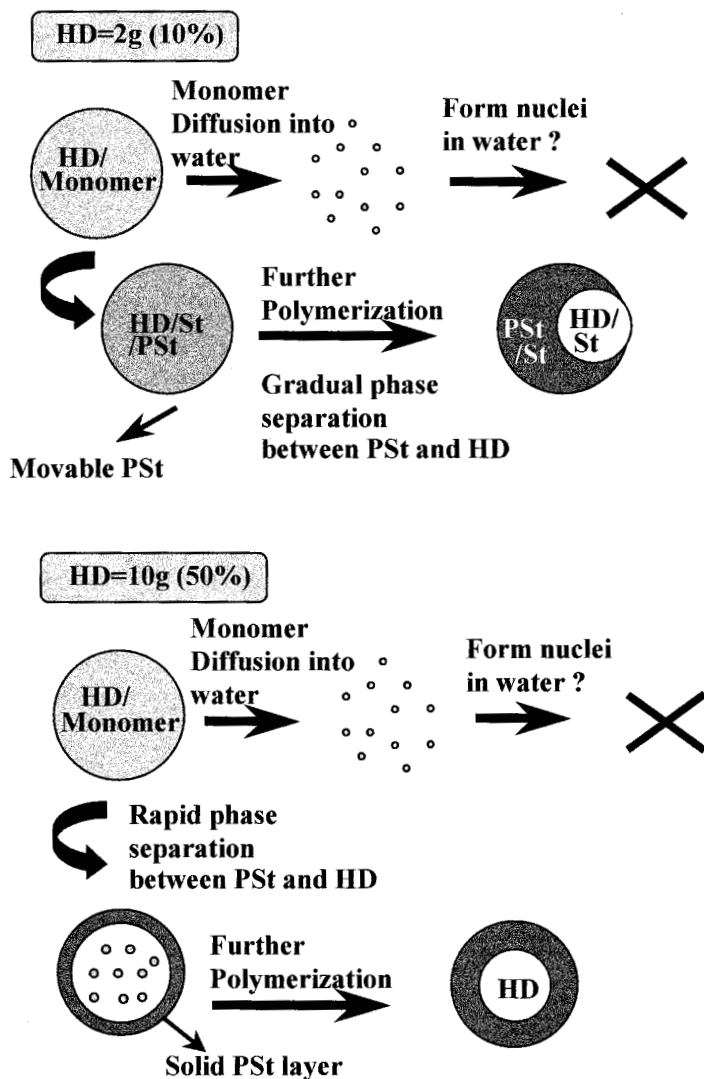 HD=2g (10%)
Monomer
Diffusion into
water
Form nuclei
in water ?
HD/
Monomer
HD/St
/PSt
Further
Polymerization
PSt
/St
HD/
St
Gradual phase
separation
between PSt and HD
Movable PSt
HD=10g (50%)
Monomer
Diffusion into
water
Form nuclei
in water ?
HD/
Monomer
Rapid phase
separation
between PSt and HD
Further
Polymerization
HD
Solid PSt layer